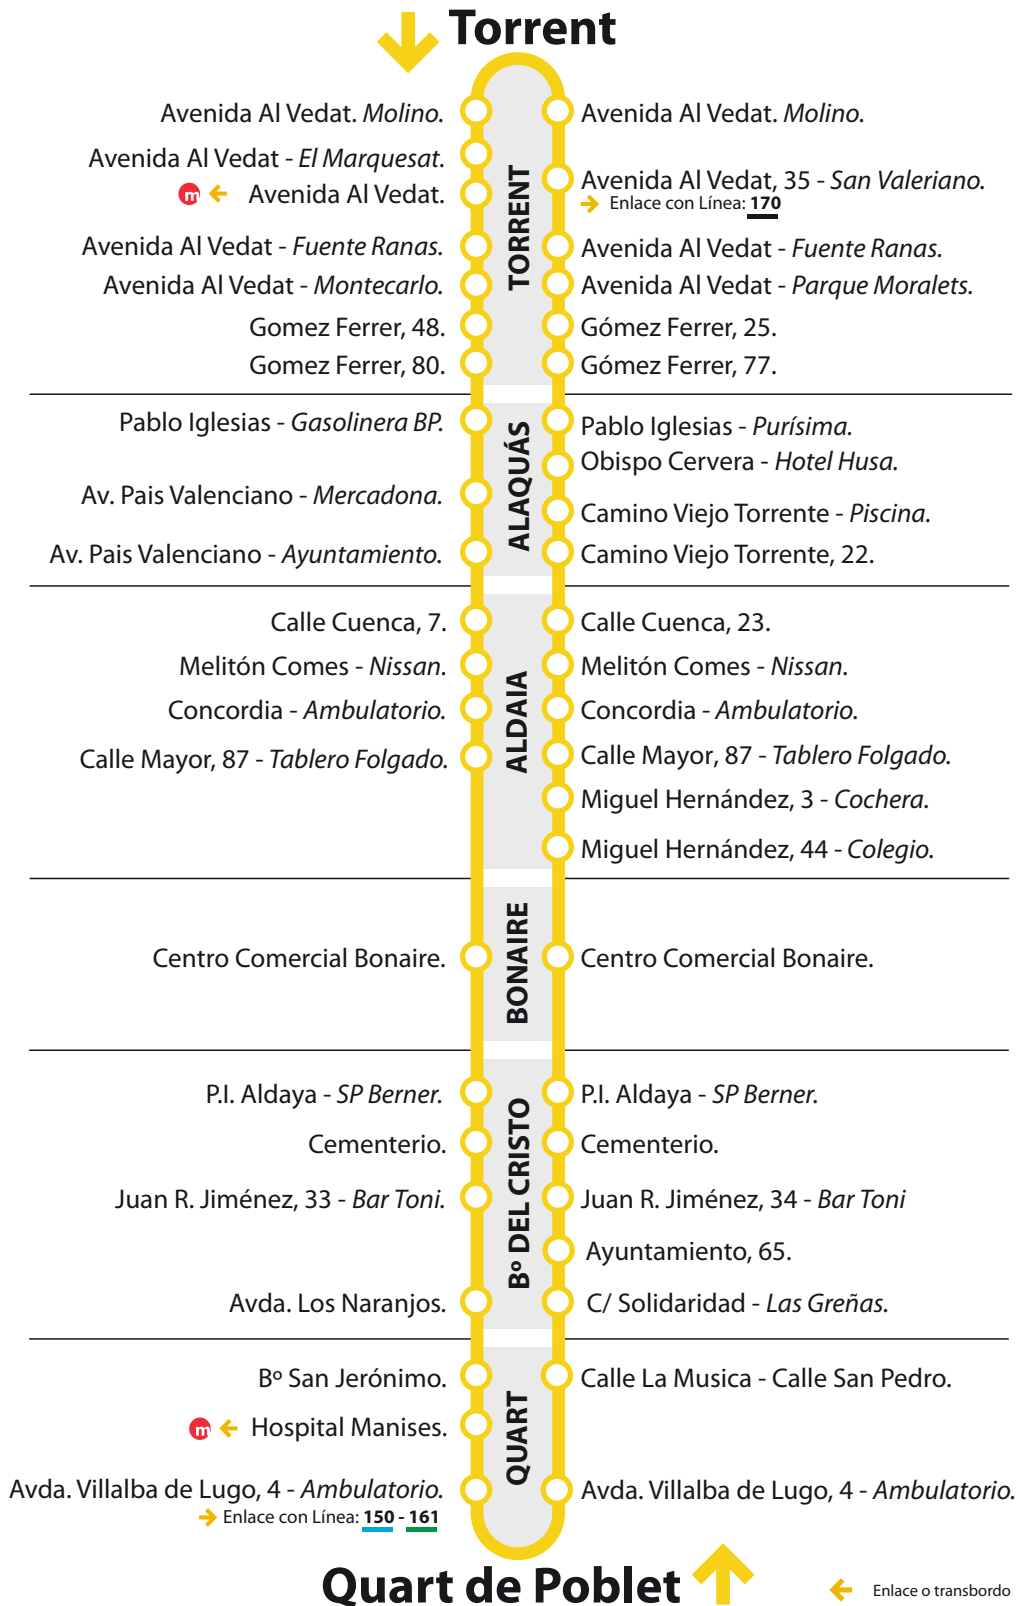 Torrent
Avenida Al Vedat. Molino.
Avenida Al Vedat - El Marquesat.
m Avenida Al Vedat.
Avenida Al Vedat - Fuente Ranas.
Avenida Al Vedat - Montecarlo.
Gomez Ferrer, 48.
Gomez Ferrer, 80.
TORRENT
Avenida Al Vedat. Molino.
Avenida Al Vedat, 35 - San Valeriano.
Enlace con Línea: 170
Avenida Al Vedat - Fuente Ranas.
Avenida Al Vedat - Parque Moralets.
Gómez Ferrer, 25.
Gómez Ferrer, 77.
Pablo Iglesias - Gasolinera BP.
Av. Pais Valenciano - Mercadona.
Av. Pais Valenciano - Ayuntamiento.
ALAQUÁS
Pablo Iglesias - Purísima.
Obispo Cervera - Hotel Husa.
Camino Viejo Torrente - Piscina.
Camino Viejo Torrente, 22.
Calle Cuenca, 7.
Melitón Comes - Nissan.
Concordia - Ambulatorio.
Calle Mayor, 87 - Tablero Folgado.
ALDAIA
Calle Cuenca, 23.
Melitón Comes - Nissan.
Concordia - Ambulatorio.
Calle Mayor, 87 - Tablero Folgado.
Miguel Hernández, 3 - Cochera.
Miguel Hernández, 44 - Colegio.
Centro Comercial Bonaire.
BONAIRE
Centro Comercial Bonaire.
P.I. Aldaya - SP Berner.
Cementerio.
Juan R. Jiménez, 33 - Bar Toni.
Avda. Los Naranjos.
Bº DEL CRISTO
P.I. Aldaya - SP Berner.
Cementerio.
Juan R. Jiménez, 34 - Bar Toni
Ayuntamiento, 65.
C/ Solidaridad - Las Greñas.
Bº San Jerónimo.
m Hospital Manises.
Avda. Villalba de Lugo, 4 - Ambulatorio.
Enlace con Línea: 150 - 161
QUART
Calle La Musica - Calle San Pedro.
Avda. Villalba de Lugo, 4 - Ambulatorio.
Quart de Poblet
Enlace o transbordo